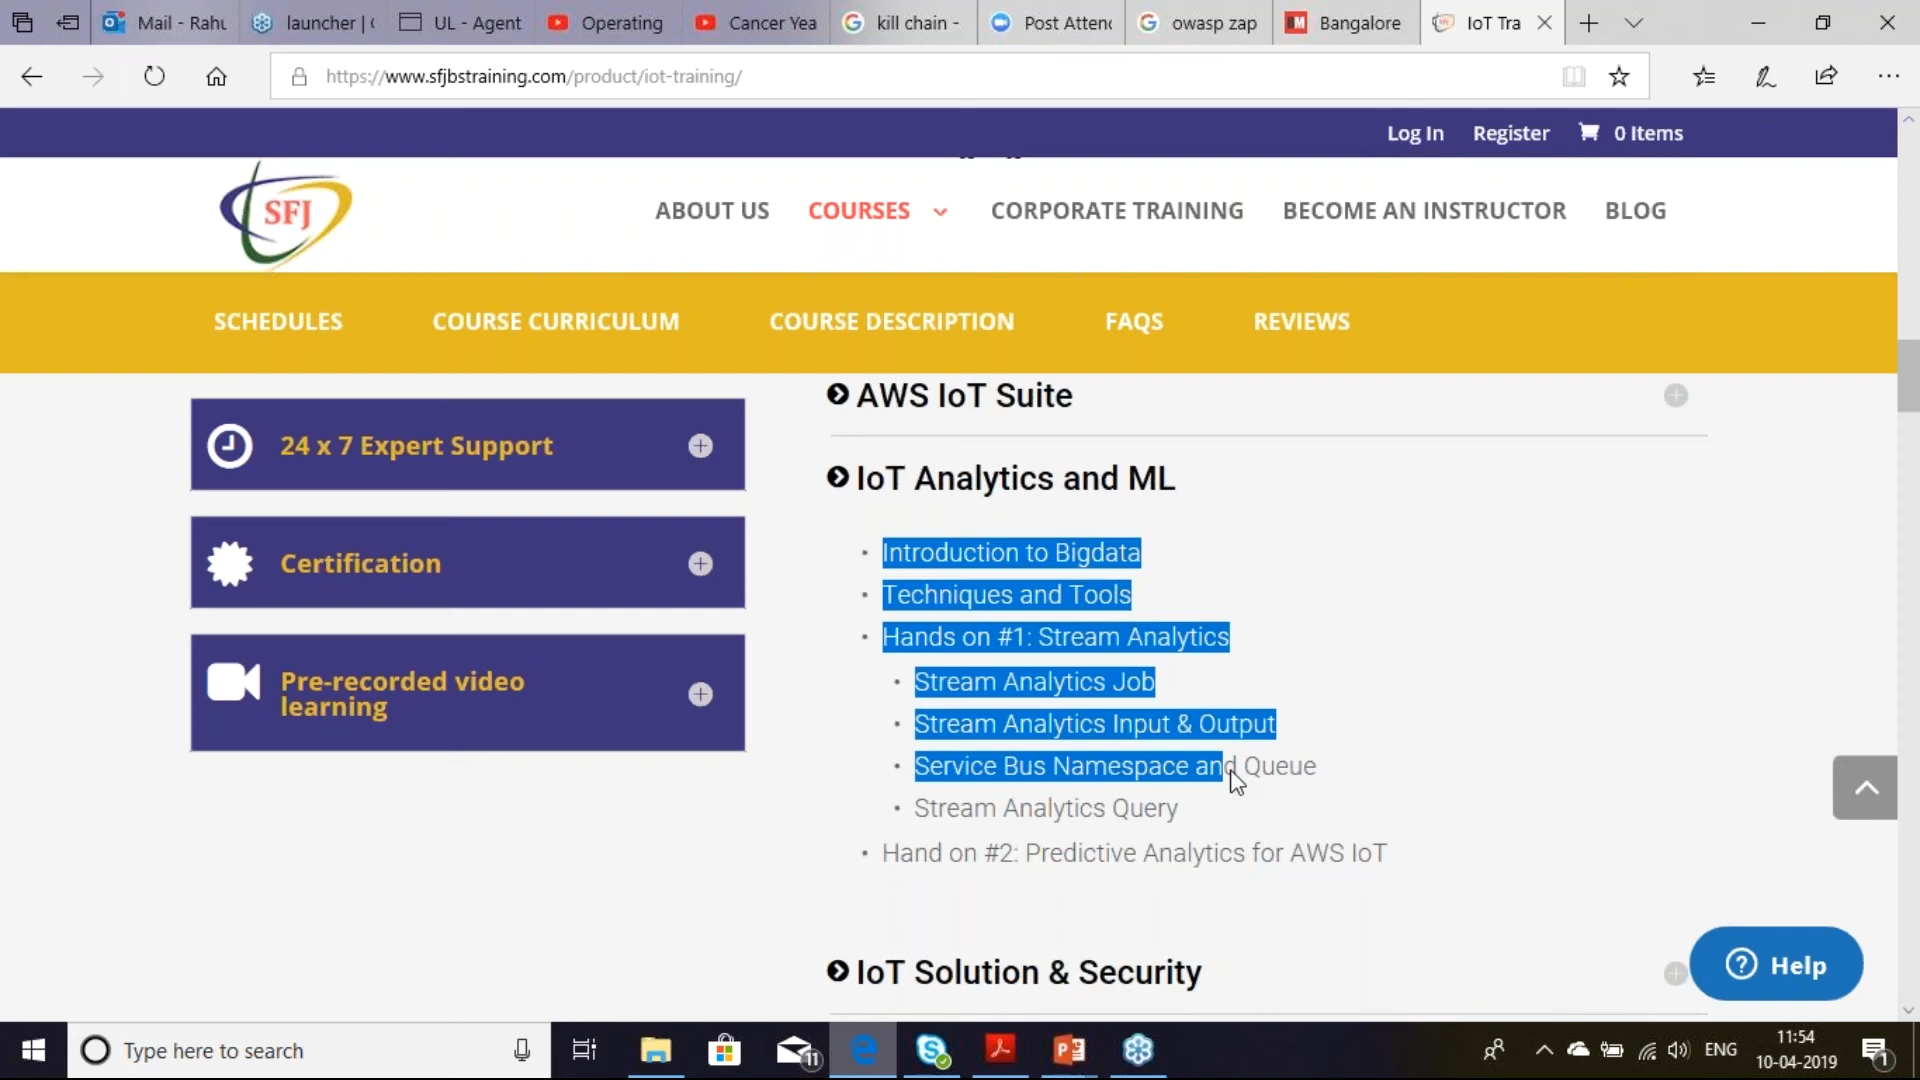 Mail - Rahu
launcher | (
UL - Agent
Operating
Cancer Yea
kill chain -
Post Attend
owasp zap
BM
Bangalore
IoT Tra
https://www.sfjbstraining.com/product/iot-training/
Log In
Register
0 Items
SFJ
ABOUT US
COURSES
CORPORATE TRAINING
BECOME AN INSTRUCTOR
BLOG
SCHEDULES
COURSE CURRICULUM
COURSE DESCRIPTION
FAQS
REVIEWS
24 x 7 Expert Support
Certification
Pre-recorded video
learning
AWS IoT Suite
IoT Analytics and ML
Introduction to Bigdata
Techniques and Tools
Hands on #1: Stream Analytics
Stream Analytics Job
Stream Analytics Input & Output
Service Bus Namespace and Queue
Stream Analytics Query
Hand on #2: Predictive Analytics for AWS IoT
IoT Solution & Security
Help
Type here to search
11
ENG
11:54
10-04-2019
1